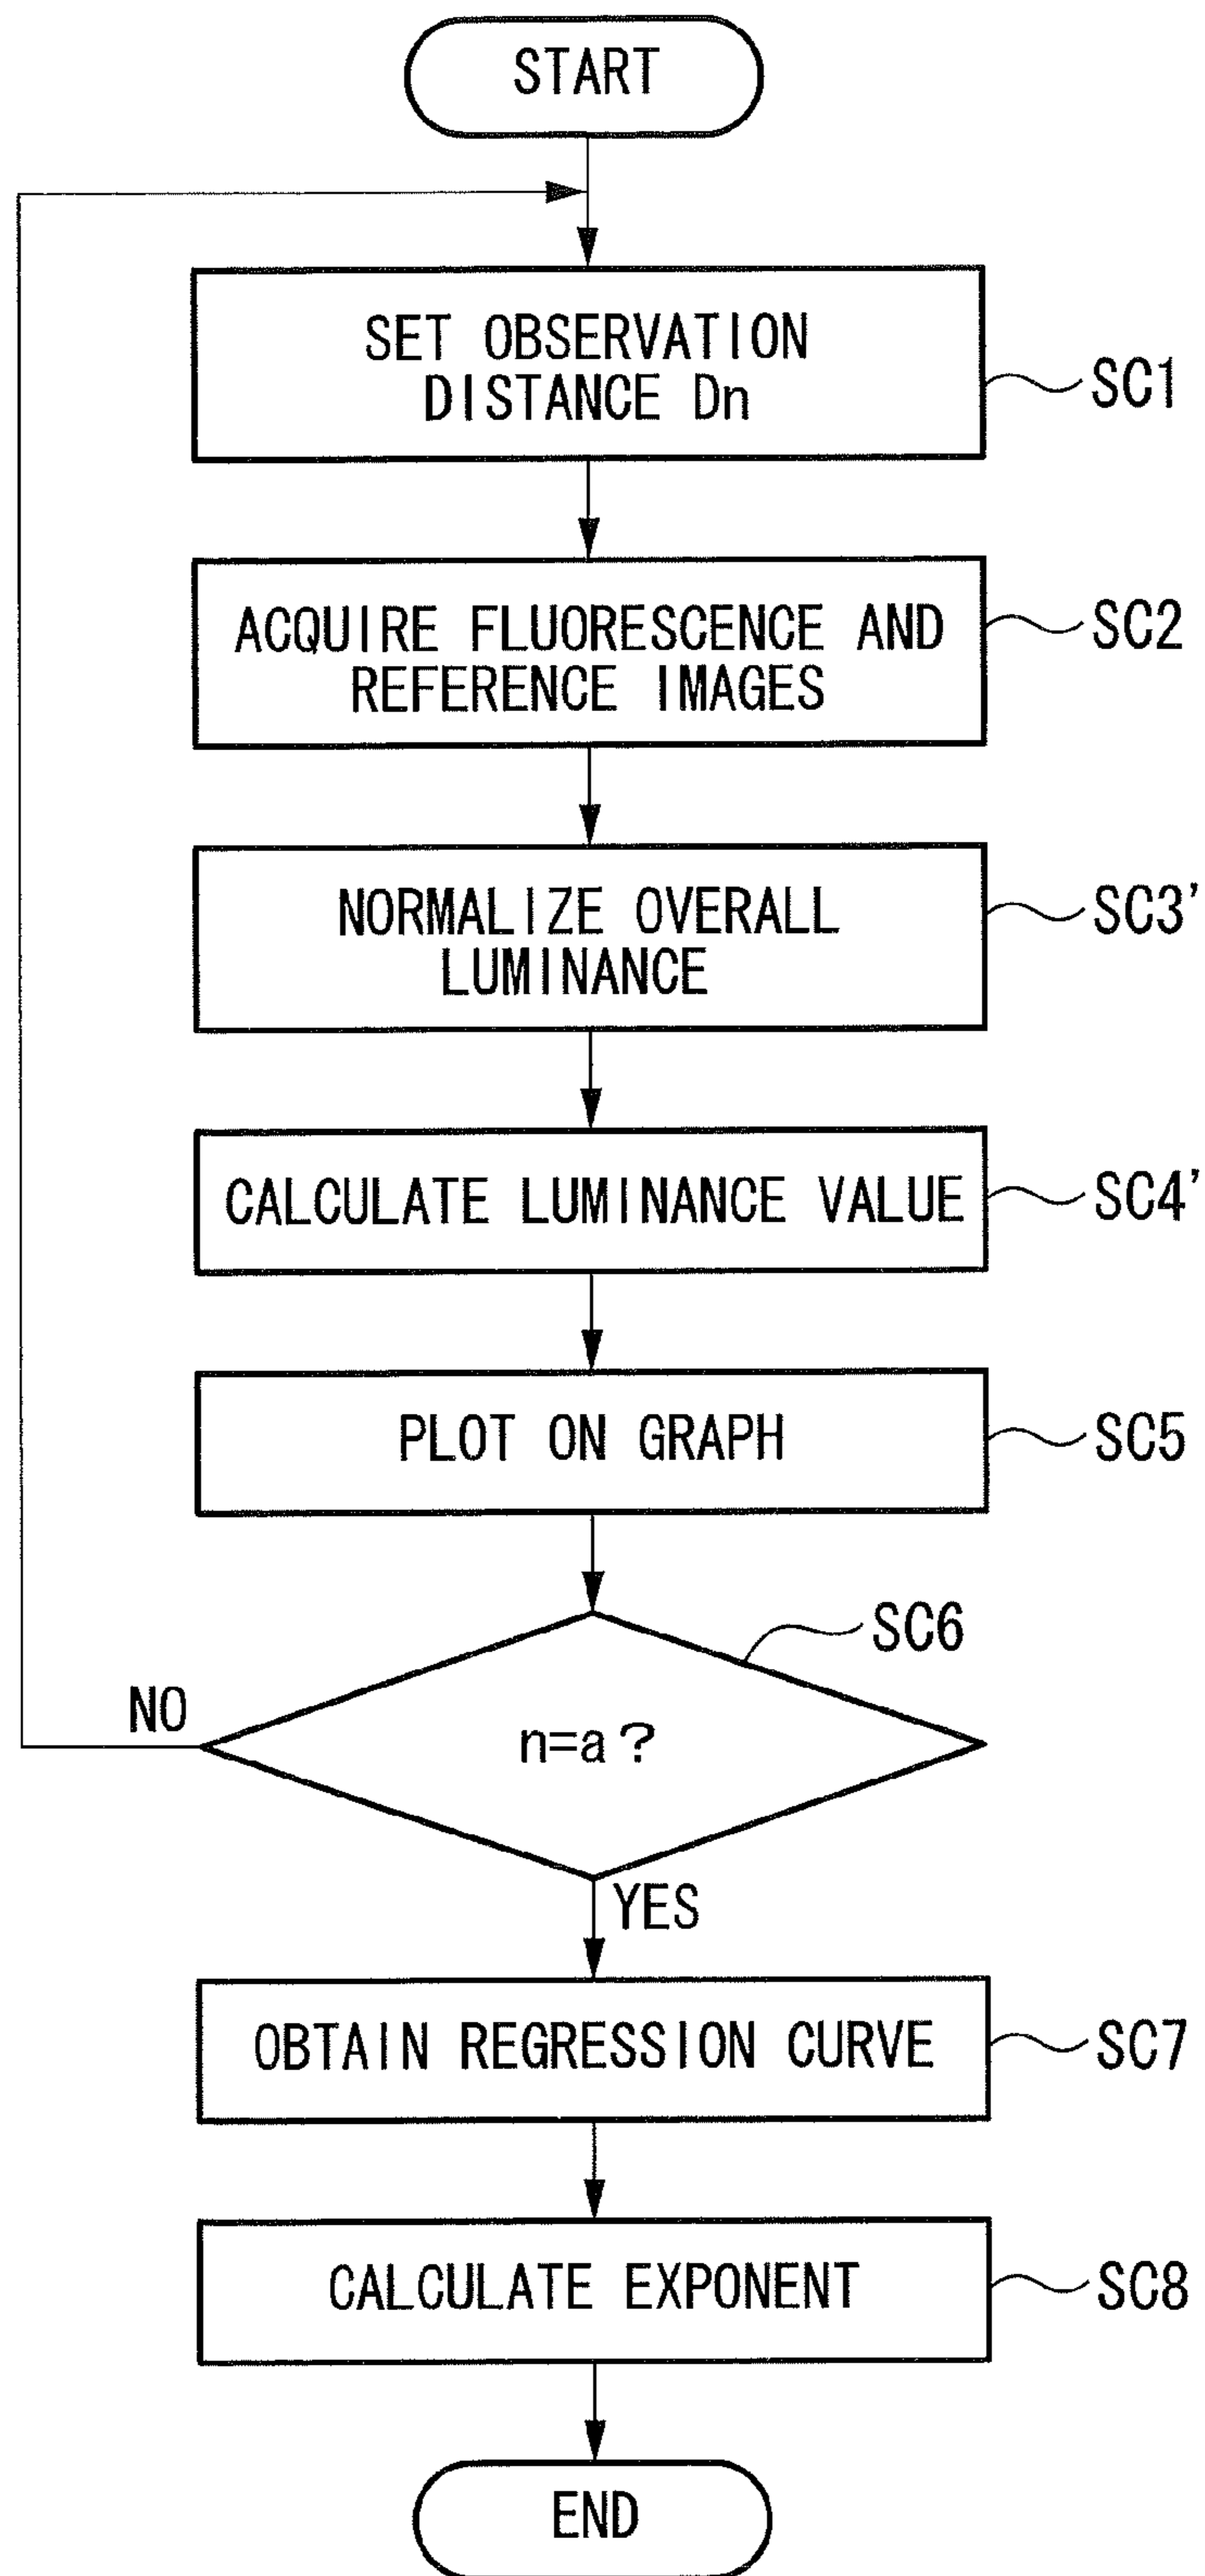 START
SET OBSERVATION
DISTANCE Dn
SC1
ACQUIRE FLUORESCENCE AND
REFERENCE IMAGES
SC2
NORMALIZE OVERALL
LUMINANCE
SC3'
CALCULATE LUMINANCE VALUE
SC4'
PLOT ON GRAPH
SC5
SC6
NO
n=a?
YES
OBTAIN REGRESSION CURVE
SC7
CALCULATE EXPONENT
SC8
END